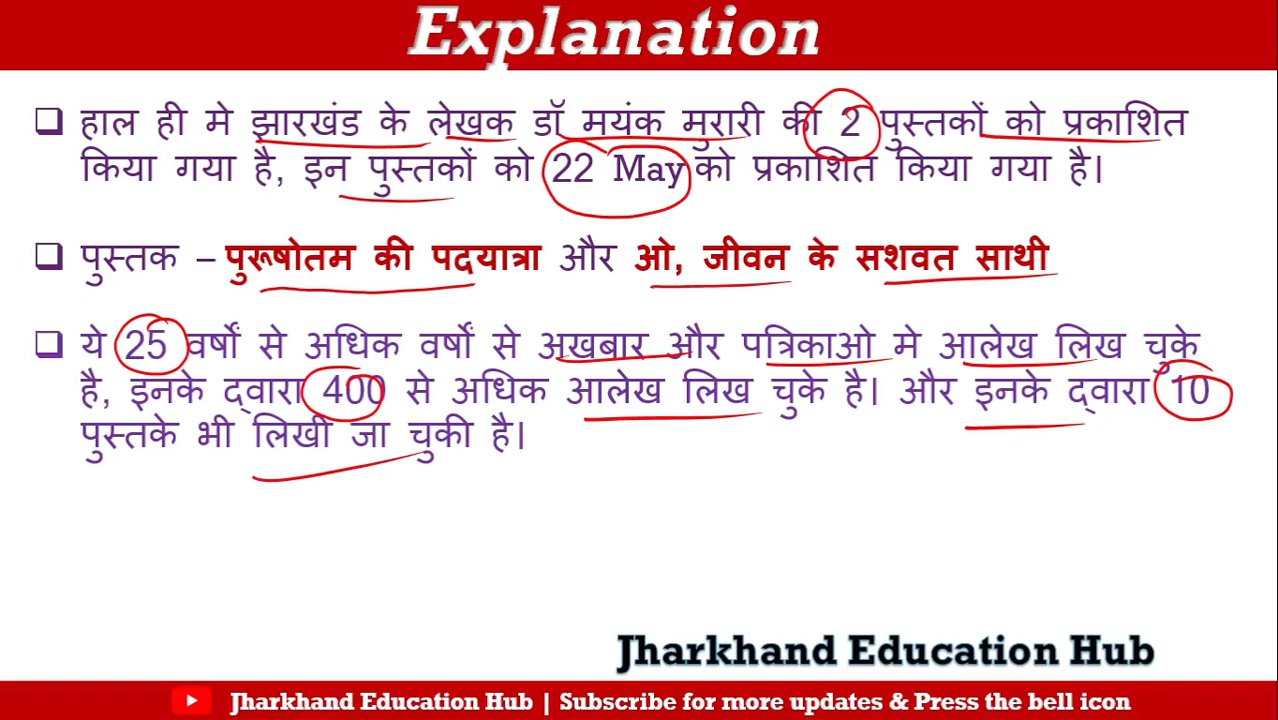 Explanation
❑ हाल ही मे झारखंड के लेखक डॉ मयंक मुरारी की 2 पुस्तकों को प्रकाशित
किया गया है, इन पुस्तकों को 22 May को प्रकाशित किया गया है।
❑ पुस्तक – पुरूषोतम की पदयात्रा और ओ, जीवन के सशवत साथी
❑ ये 25 वर्षों से अधिक वर्षों से अखबार और पत्रिकाओ मे आलेख लिख चुके
है, इनके द्वारा 400 से अधिक आलेख लिख चुके है। और इनके द्वारा 10
पुस्तके भी लिखी जा चुकी है।
Jharkhand Education Hub
Jharkhand Education Hub | Subscribe for more updates & Press the bell icon